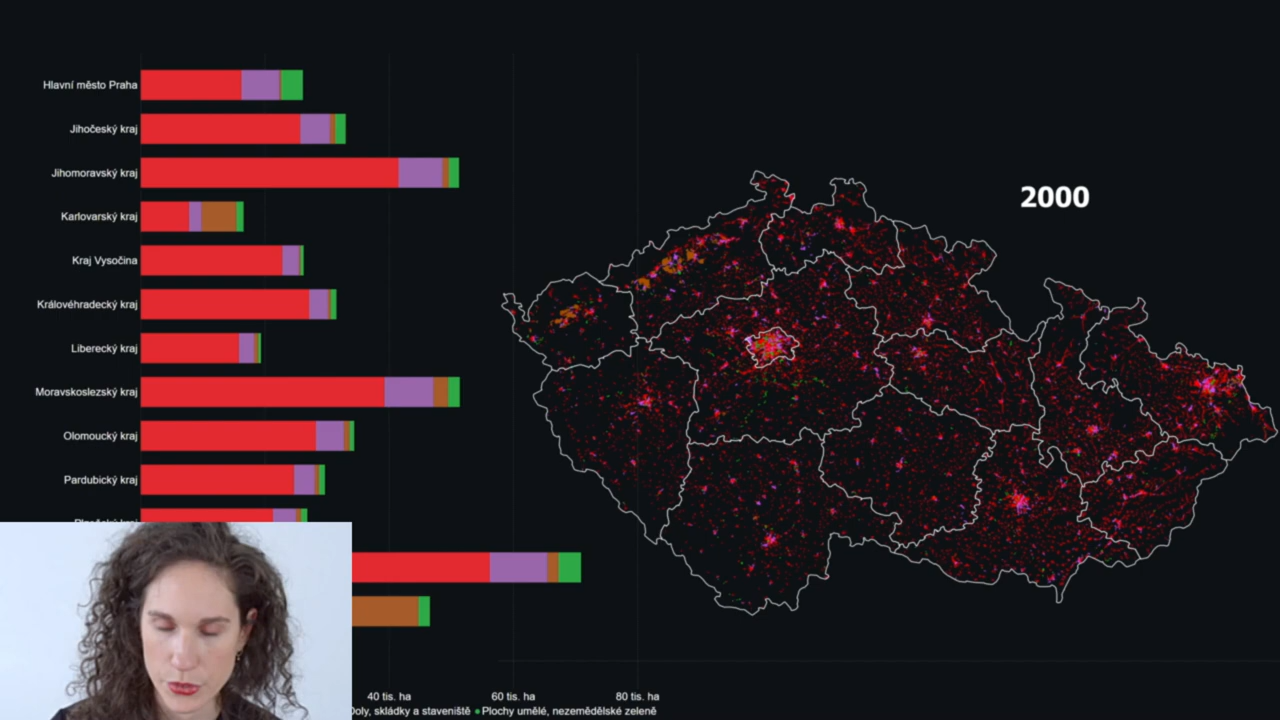 Hlavní město Praha
Jihočeský kraj
Jihomoravský kraj
2000
Karlovarský kraj
Kraj Vysočina
Královéhradecký kraj
Liberecký kraj
Moravskoslezský kraj
Olomoucký kraj
Pardubický kraj
40 tis. ha 60 tis. ha 80 tis. ha
Doly, skládky a staveniště Plochy umělé, nezemědělské zeleně